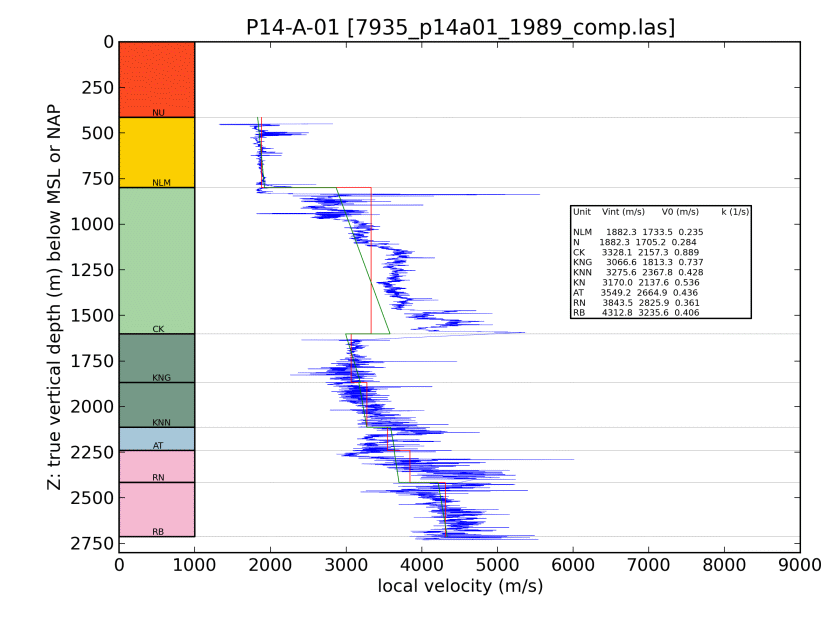 P14-A-01 [7935_p14a01_1989_comp.las]
Z: true vertical depth (m) below MSL or NAP
0
250
500
750
1000
1250
1500
1750
2000
2250
2500
2750
NU
NLM
CK
KNG
KNN
AT
RN
RB
Unit Vint (m/s) V0 (m/s) k (1/s)
NLM 1882.3 1733.5 0.235
N 1882.3 1705.2 0.284
CK 3328.1 2157.3 0.889
KNG 3066.6 1813.3 0.737
KNN 3275.6 2367.8 0.428
KN 3170.0 2137.6 0.536
AT 3549.2 2664.9 0.436
RN 3843.5 2825.9 0.361
RB 4312.8 3235.6 0.406
0 1000 2000 3000 4000 5000 6000 7000 8000 9000
local velocity (m/s)